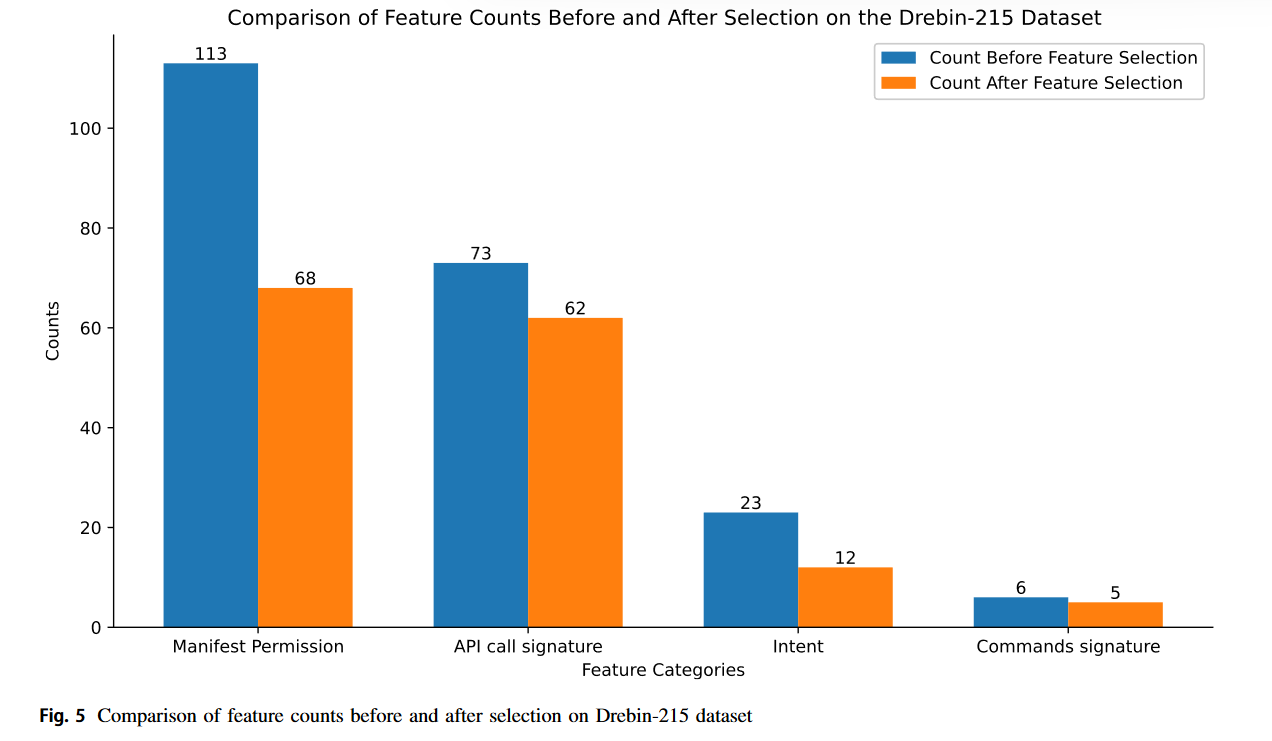 Comparison of Feature Counts Before and After Selection on the Drebin-215 Dataset
Count Before Feature Selection
Count After Feature Selection
113
68
73
62
23
12
6
5
100
80
60
40
20
0
Counts
Manifest Permission
API call signature
Intent
Commands signature
Feature Categories
Fig. 5 Comparison of feature counts before and after selection on Drebin-215 dataset